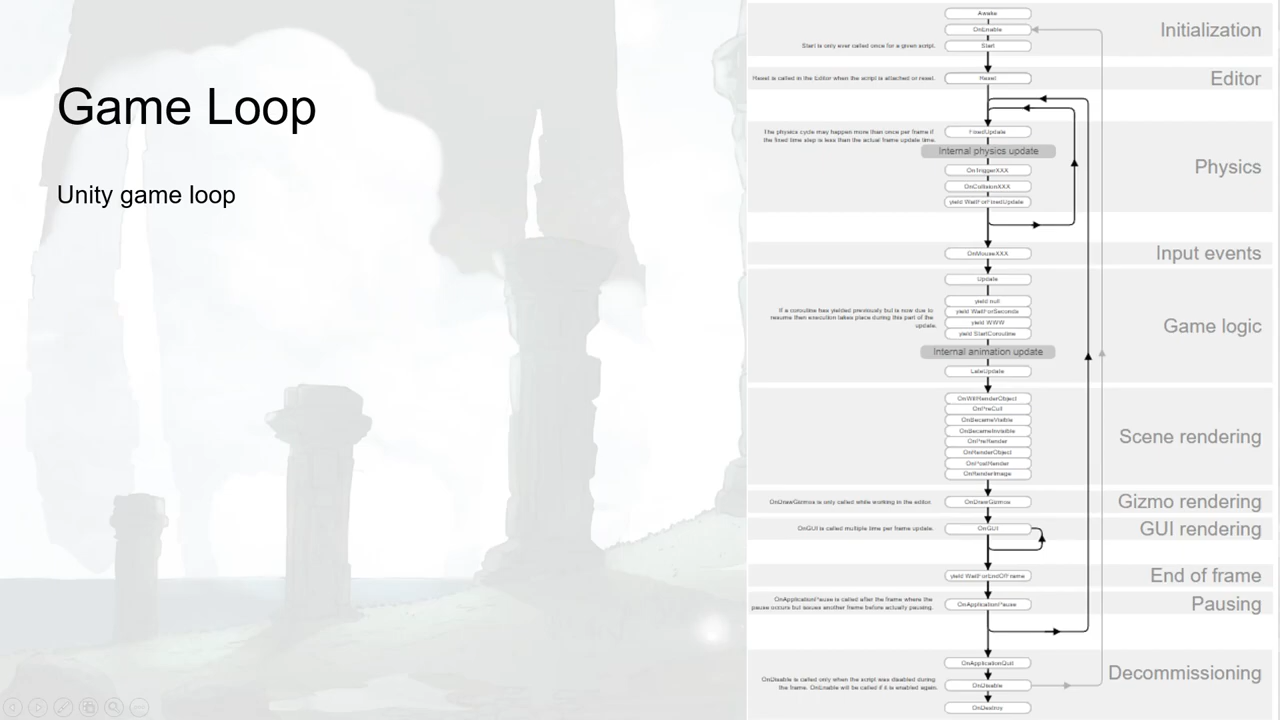 Game Loop
Unity game loop
Awake
OnEnable
Initialization
Start is only ever called once for a given script.
Start
Reset is called in the Editor when the script is attached or reset.
Reset
Editor
The physics cycle may happen more than once per frame if
the fixed time step is less than the actual frame update time.
FixedUpdate
Internal physics update
OnTriggerXXX
Physics
OnCollisionXXX
yield WaitForFixedUpdate
OnMouseXXX
Input events
Update
If a coroutine has yielded previously but is now due to
resume then execution takes place during this part of the
update.
yield null
yield WaitForSeconds
yield WWW
yield StartCoroutine
Game logic
Internal animation update
LateUpdate
OnWillRenderObject
OnPreCull
OnBecameVisible
OnBecameInvisible
OnPreRender
OnRenderObject
OnPostRender
OnRenderImage
Scene rendering
OnDrawGizmos is only called while working in the editor.
OnDrawGizmos
Gizmo rendering
OnGUI is called multiple time per frame update.
OnGUI
GUI rendering
yield WaitForEndOfFrame
End of frame
OnApplicationPause is called after the frame where the
pause occurs but issues another frame before actually pausing.
OnApplicationPause
Pausing
OnApplicationQuit
Decommissioning
OnDisable is called only when the script was disabled during
the frame. OnEnable will be called if it is enabled again.
OnDisable
OnDestroy